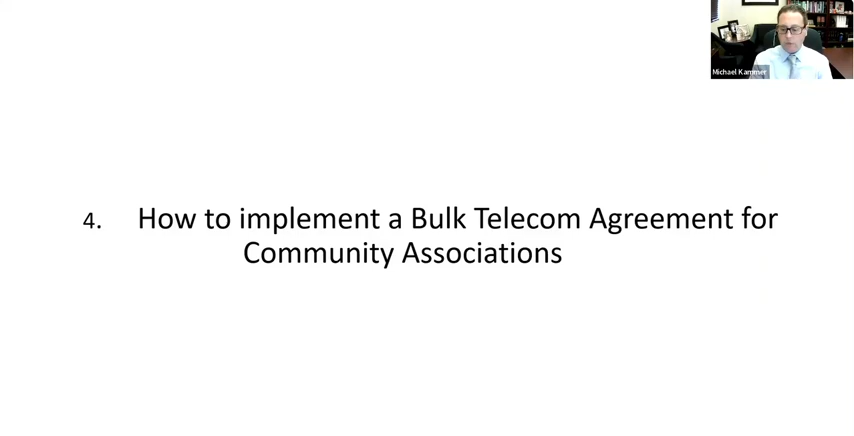 Michael Kammer
4. How to implement a Bulk Telecom Agreement for
Community Associations